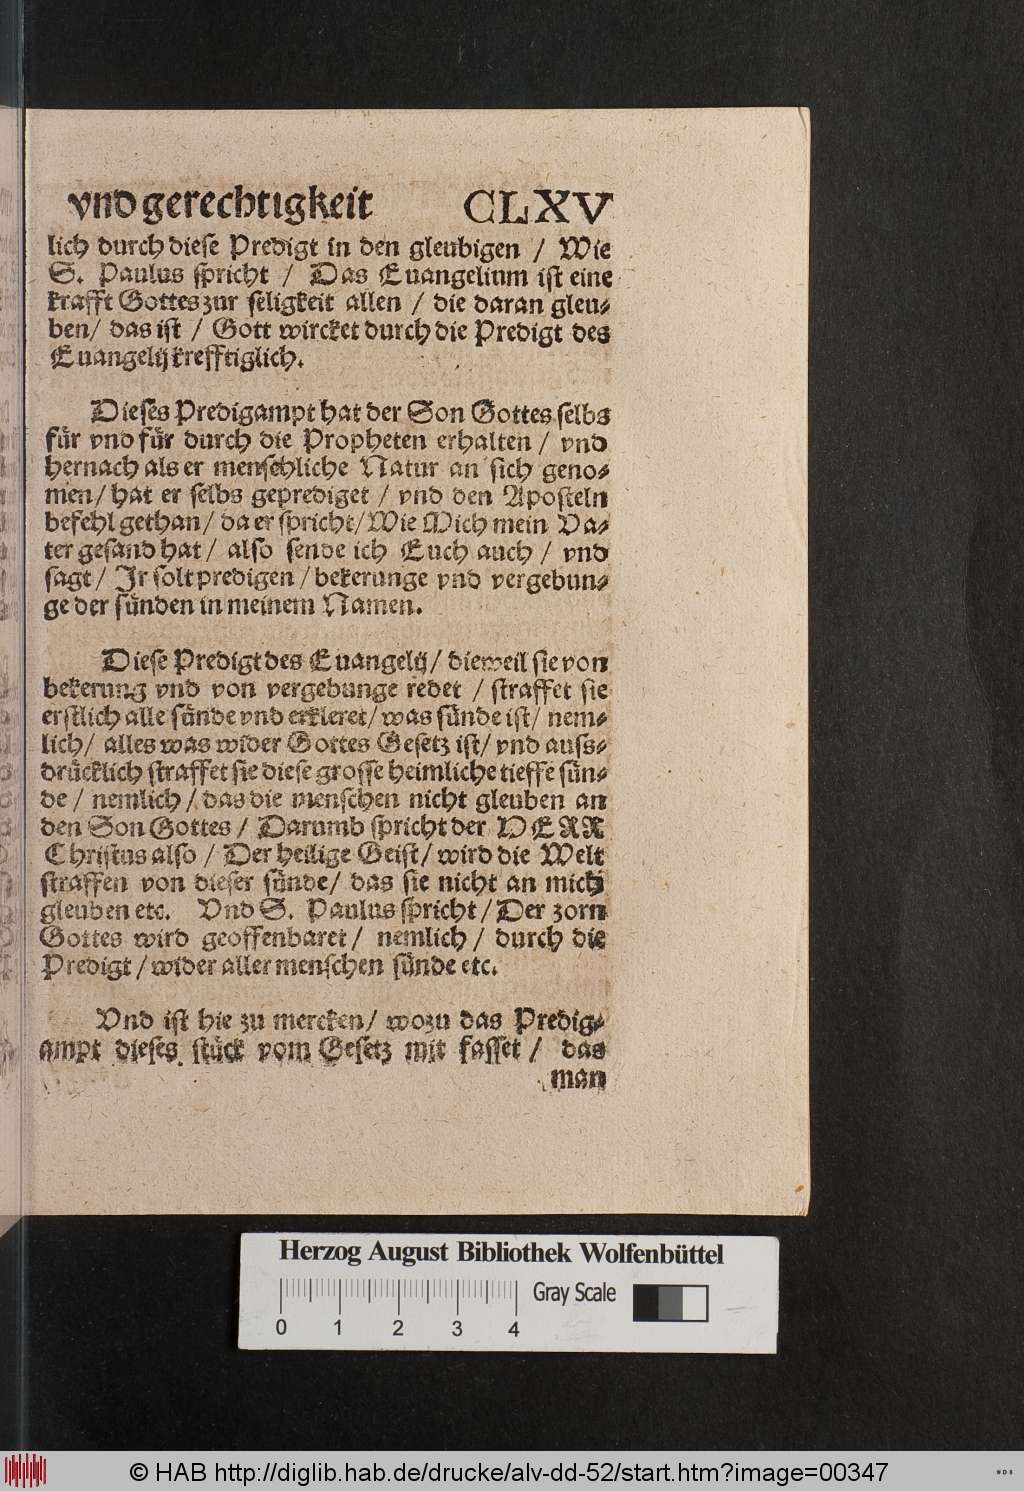 vnd gerechtigkeit CLXV
lich durch diese Predigt in den gleubigen / Wie
S. Paulus spricht / Das Euangelium ist eine
krafft Gottes zur seligkeit allen / die daran gleu⸗
ben/ das ist / Gott wircket durch die Predigt des
Euangelij krefftiglich.
Dieses Predigampt hat der Son Gottes selbs
für vnd für durch die Propheten erhalten / vnd
hernach als er menschliche Natur an sich geno⸗
men/ hat er selbs geprediget / vnd den Aposteln
befehl gethan/ da er spricht/ Wie Mich mein Va⸗
ter gesand hat / also sende ich Euch auch / vnd
sagt / Jr solt predigen / bekerunge vnd vergebun⸗
ge der sünden in meinem Namen.
Diese Predigt des Euangelij/ dieweil sie von
bekerung vnd von vergebunge redet / straffet sie
erstlich alle sünde vnd erkleret/ was sünde ist/ nem⸗
lich/ alles was wider Gottes Gesetz ist/ vnd auss⸗
drücklich straffet sie diese grosse heimliche tieffe sün⸗
de / nemlich / das die menschen nicht gleuben an
den Son Gottes / Darumb spricht der HERR
Christus also / Der heilige Geist/ wird die Welt
straffen von dieser sünde/ das sie nicht an mich
gleuben etc. Vnd S. Paulus spricht / Der zorn
Gottes wird geoffenbaret/ nemlich / durch die
Predigt / wider aller menschen sünde etc.
Vnd ist hie zu mercken/ wozu das Predig⸗
ampt dieses stück vom Gesetz mit fasset / das
man
Herzog August Bibliothek Wolfenbüttel
Gray Scale
0 1 2 3 4
© HAB http://diglib.hab.de/drucke/alv-dd-52/start.htm?image=00347
WDB